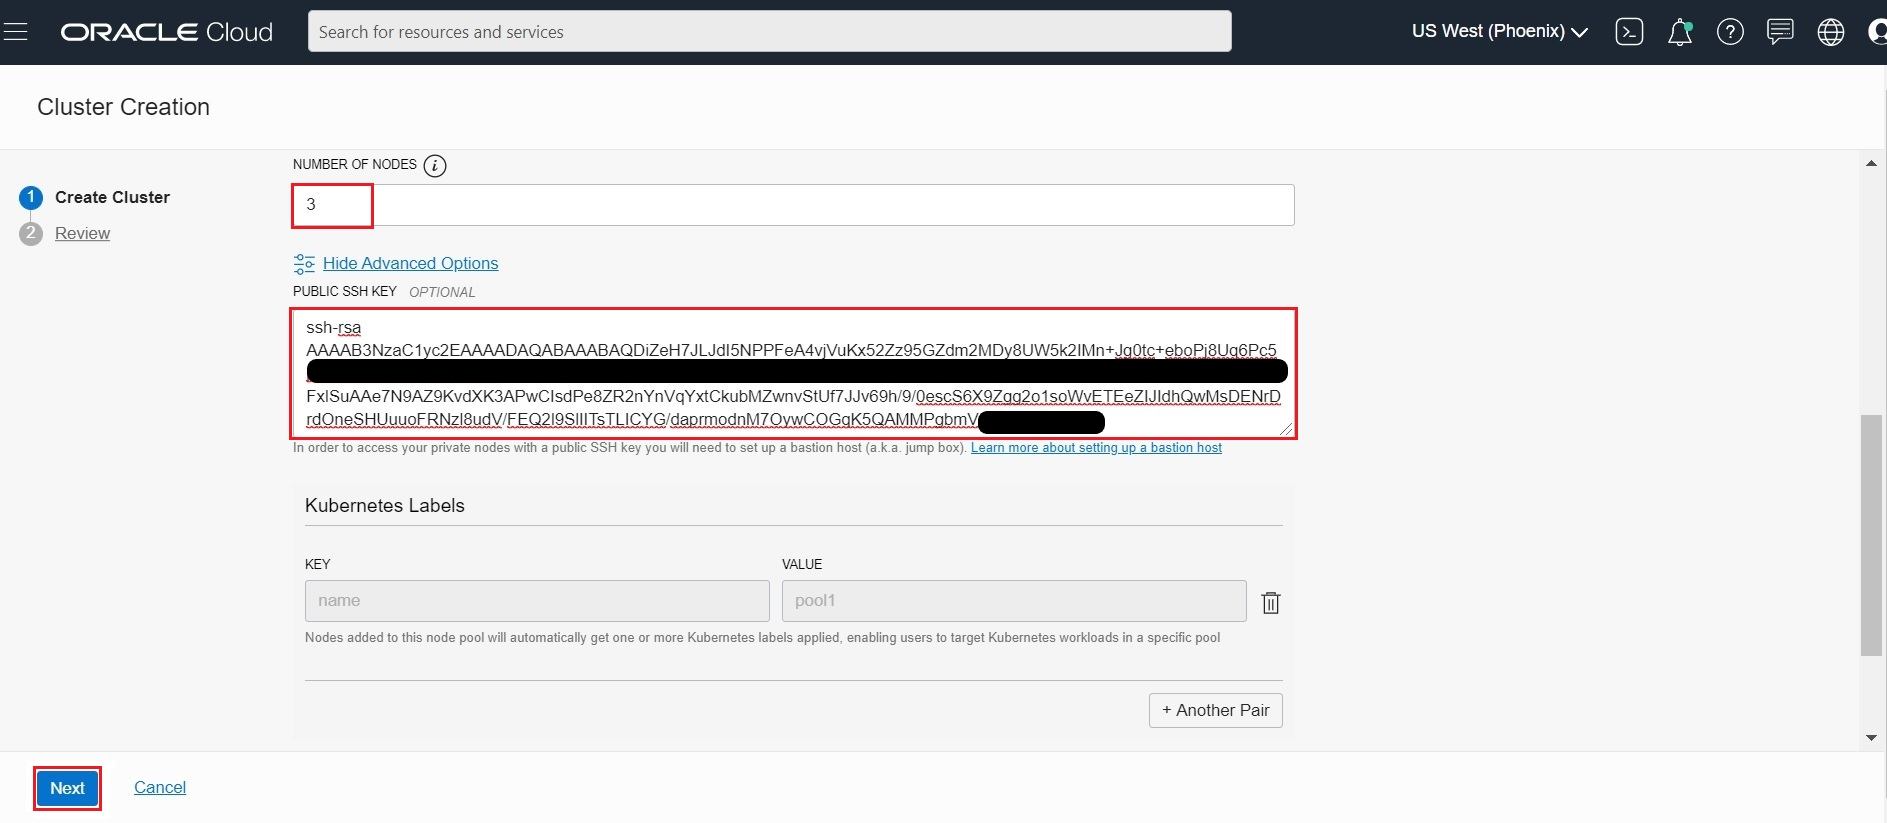 ORACLE Cloud
Search for resources and services
US West (Phoenix)
Cluster Creation
1 Create Cluster
2 Review
NUMBER OF NODES i
3
Hide Advanced Options
PUBLIC SSH KEY OPTIONAL
ssh-rsa
AAAAB3NzaC1yc2EAAAADAQABAAABAQDiZeH7JLJdI5NPPFeA4vjVuKx52Zz95GZdm2MDy8UW5k2IMn+Jg0tc+eboPj8Ug6Pc5
FxISuAAe7N9AZ9KvdXK3APwCIsdPe8ZR2nYnVqYxtCkubMZwnvStUf7JJv69h/9/0escS6X9Zgg2o1soWvETEeZIJIdhQwMsDENrD
rdOneSHUuuoFRNzI8udV/FEQ2I9SIIITsTLICYG/daprmodnM7OywCOGgK5QAMMPgbmV
In order to access your private nodes with a public SSH key you will need to set up a bastion host (a.k.a. jump box). Learn more about setting up a bastion host
Kubernetes Labels
KEY
VALUE
name
pool1
Nodes added to this node pool will automatically get one or more Kubernetes labels applied, enabling users to target Kubernetes workloads in a specific pool
+ Another Pair
Next
Cancel